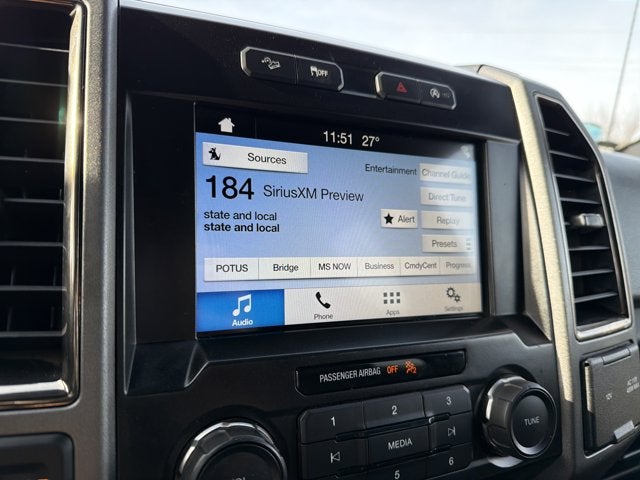 OFF
11:51 27°
Sources
Entertainment
Channel Guide
184 SiriusXM Preview
Direct Tune
state and local
Alert
Replay
state and local
Presets
POTUS Bridge MS NOW Business CmdyCent Progress
Audio Phone Apps Settings
PASSENGER AIRBAG OFF
1 2 3
MEDIA
TUNE
5 6
12V